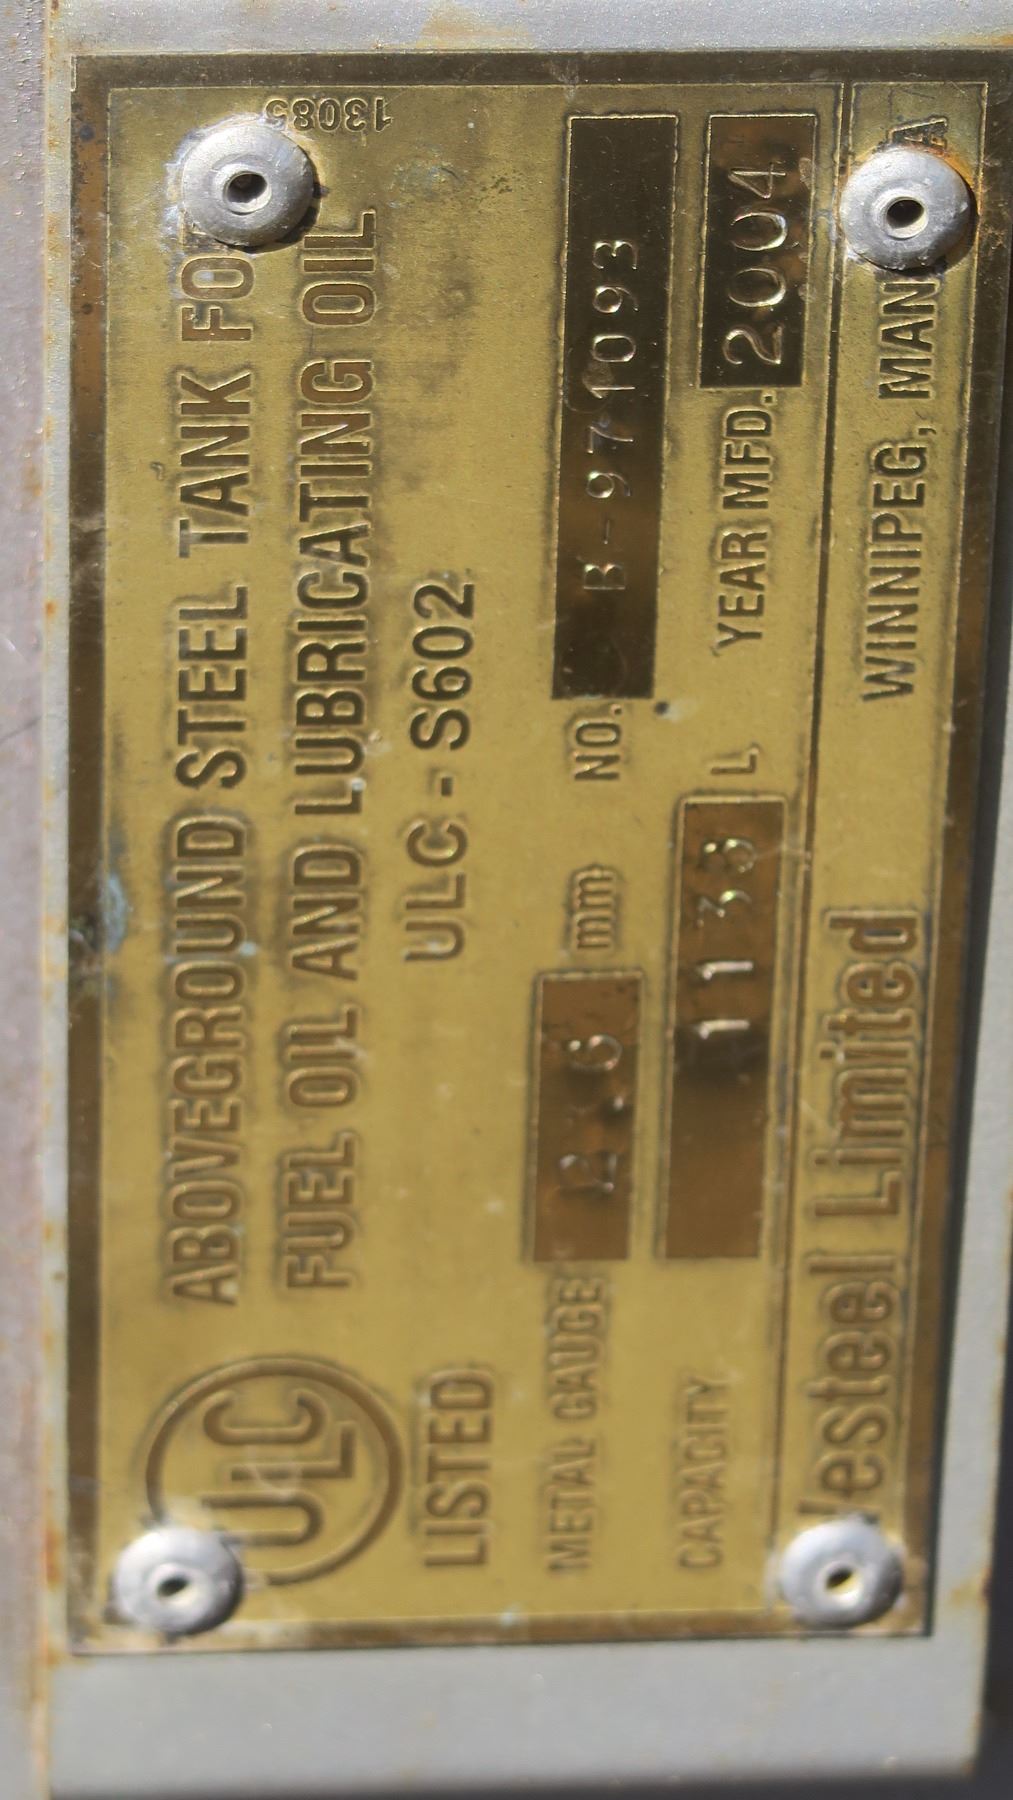 13085
ABOVEGROUND STEEL TANK FO
FUEL OIL AND LUBRICATING OIL
ULC - S602
ULC
LISTED
METAL GAUGE 2.6 mm NO. B-971093
CAPACITY 1133 L YEAR MFD. 2004
Vesteel Limited WINNIPEG, MAN A